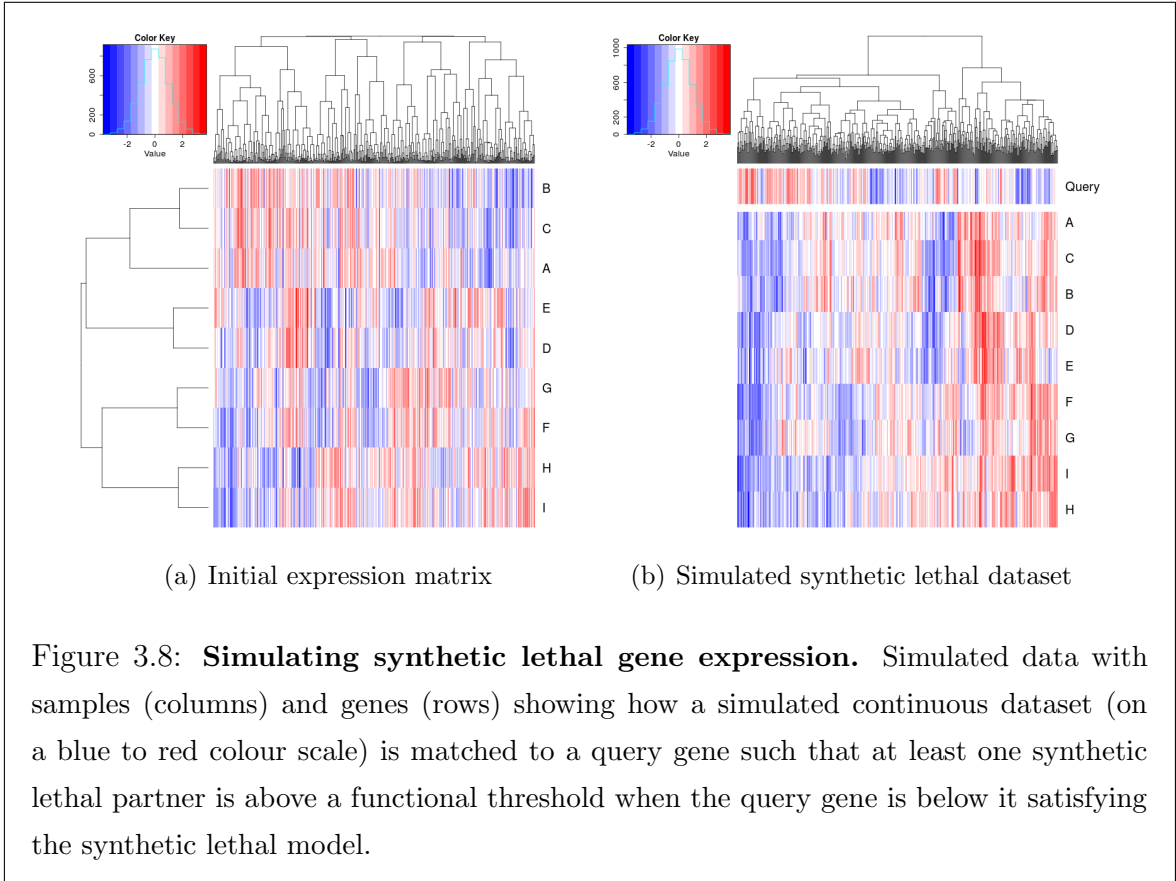 Color Key
0 200 600
-2 0 2
Value
B
C
A
E
D
G
F
H
I
(a) Initial expression matrix
Color Key
0 200 600 1000
-2 0 2
Value
Query
A
C
B
D
E
F
G
I
H
(b) Simulated synthetic lethal dataset
Figure 3.8: Simulating synthetic lethal gene expression. Simulated data with
samples (columns) and genes (rows) showing how a simulated continuous dataset (on
a blue to red colour scale) is matched to a query gene such that at least one synthetic
lethal partner is above a functional threshold when the query gene is below it satisfying
the synthetic lethal model.